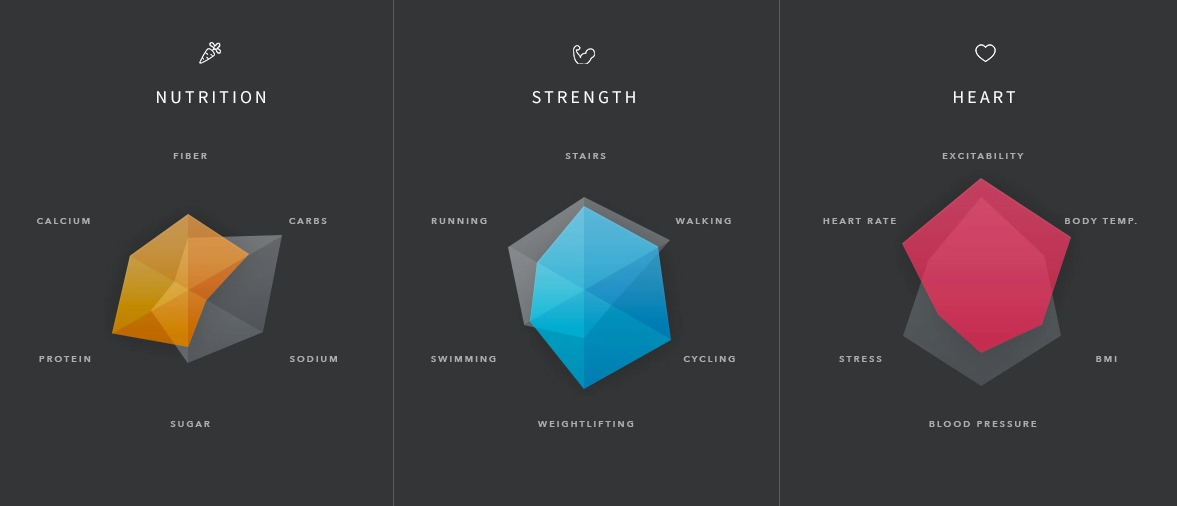 NUTRITION
FIBER
CALCIUM
CARBS
PROTEIN
SODIUM
SUGAR
STRENGTH
STAIRS
RUNNING
WALKING
SWIMMING
CYCLING
WEIGHTLIFTING
HEART
EXCITABILITY
HEART RATE
BODY TEMP.
STRESS
BMI
BLOOD PRESSURE